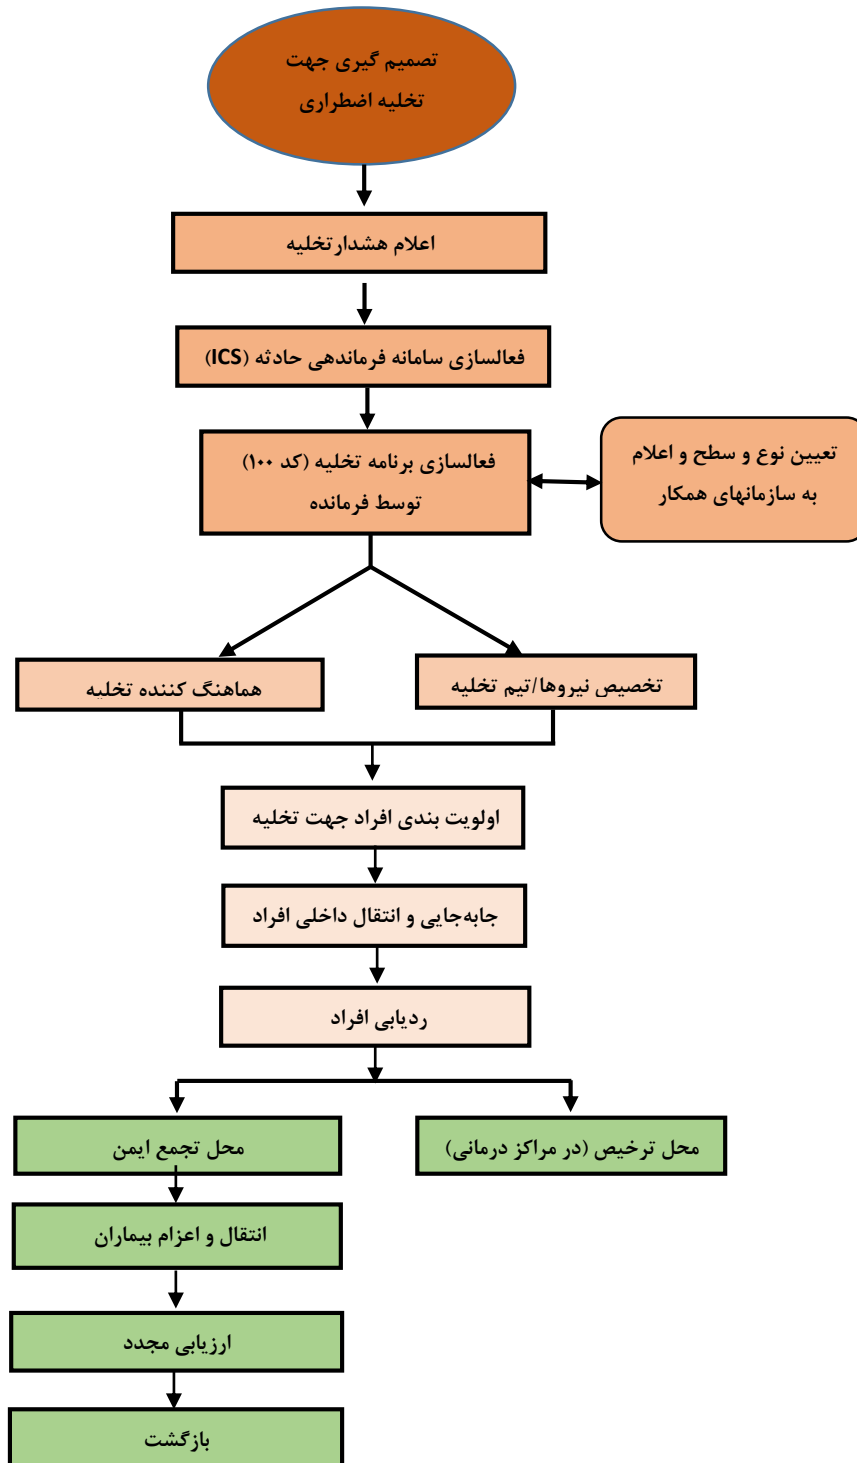 تصمیم گیری جهت
تخلیه اضطراری
اعلام هشدارتخلیه
فعالسازی سامانه فرماندهی حادثه (ICS)
فعالسازی برنامه تخلیه (کد ۱۰۰)
توسط فرمانده
تعیین نوع و سطح و اعلام
به سازمانهای همکار
تخصیص نیروها/تیم تخلیه
هماهنگ کننده تخلیه
اولویت بندی افراد جهت تخلیه
جابه‌جایی و انتقال داخلی افراد
ردیابی افراد
محل ترخیص (در مراکز درمانی)
محل تجمع ایمن
انتقال و اعزام بیماران
ارزیابی مجدد
بازگشت